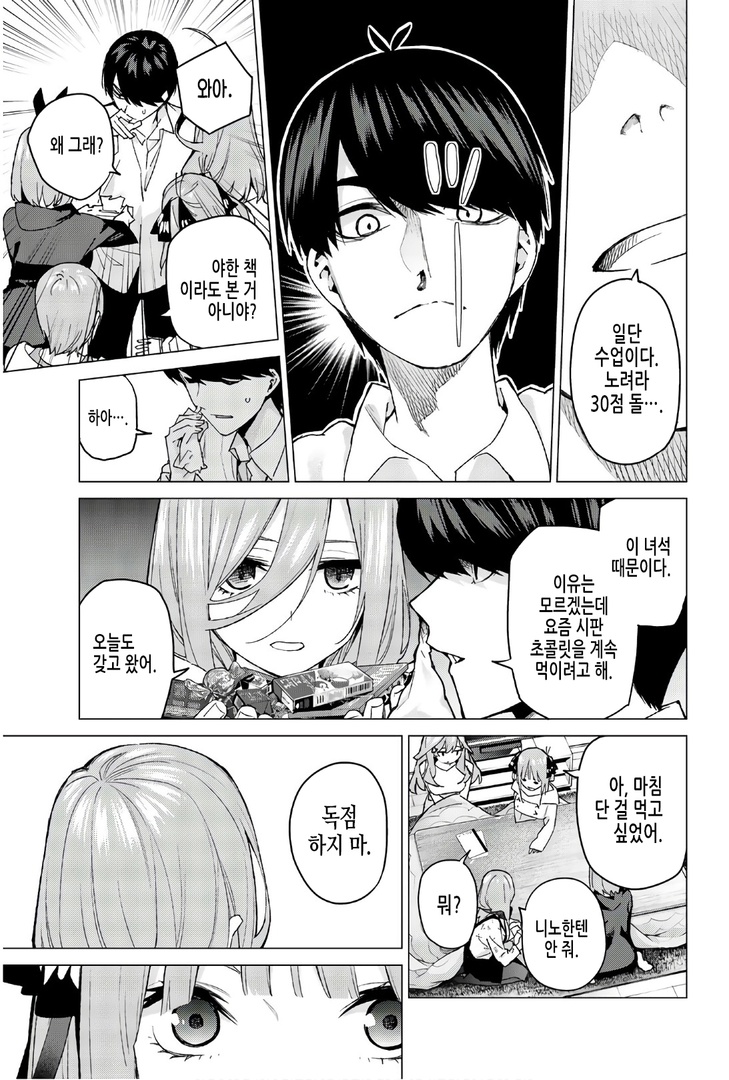 일단
수업이다.
노려라
30점 돌….
와아.
왜 그래?
야한 책
이라도 본 거
아니야?
하아….
이 녀석
때문이다.
이유는
모르겠는데
요즘 시판
초콜릿을 계속
먹이려고 해.
오늘도
갖고 왔어.
아, 마침
단 걸 먹고
싶었어.
니노한텐
안 줘.
뭐?
독점
하지 마.